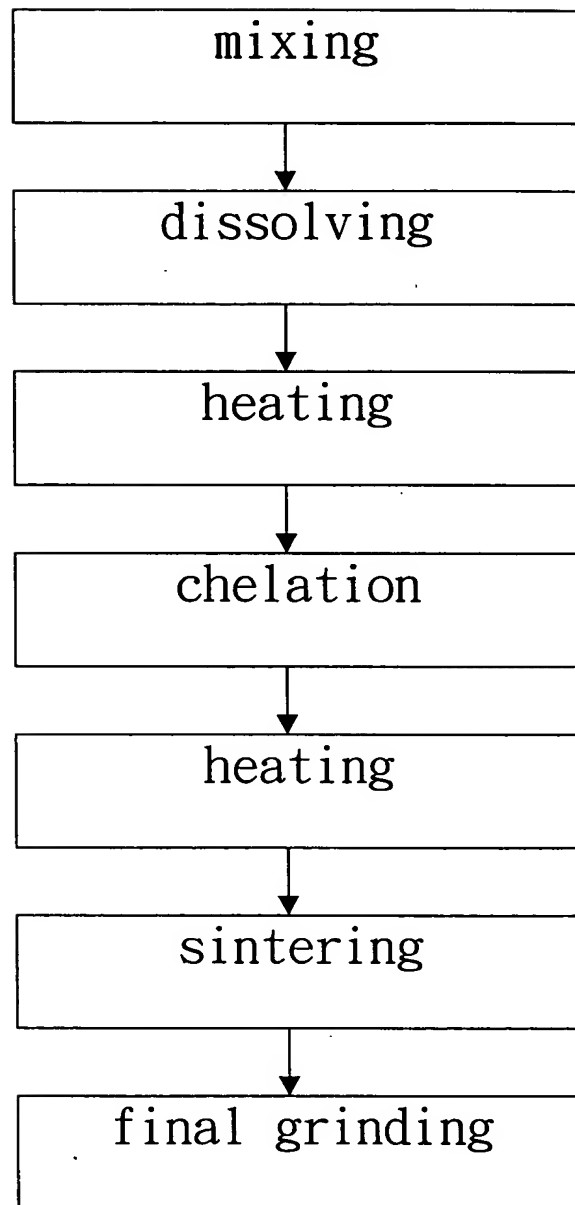 mixing
dissolving
heating
chelation
heating
sintering
final grinding